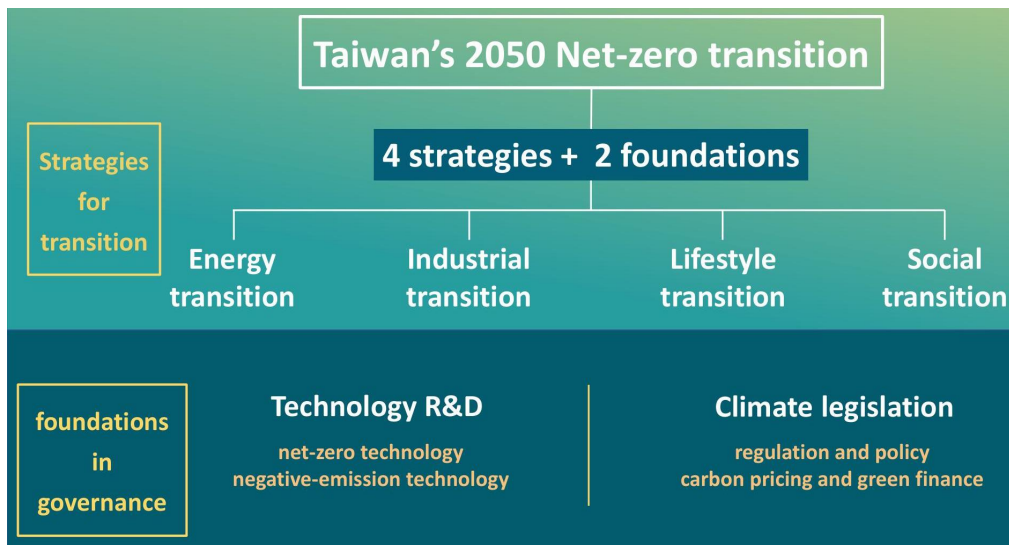 Taiwan's 2050 Net-zero transition
4 strategies + 2 foundations
Strategies
for
transition
Energy
transition
Industrial
transition
Lifestyle
transition
Social
transition
foundations
in
governance
Technology R&D
net-zero technology
negative-emission technology
Climate legislation
regulation and policy
carbon pricing and green finance